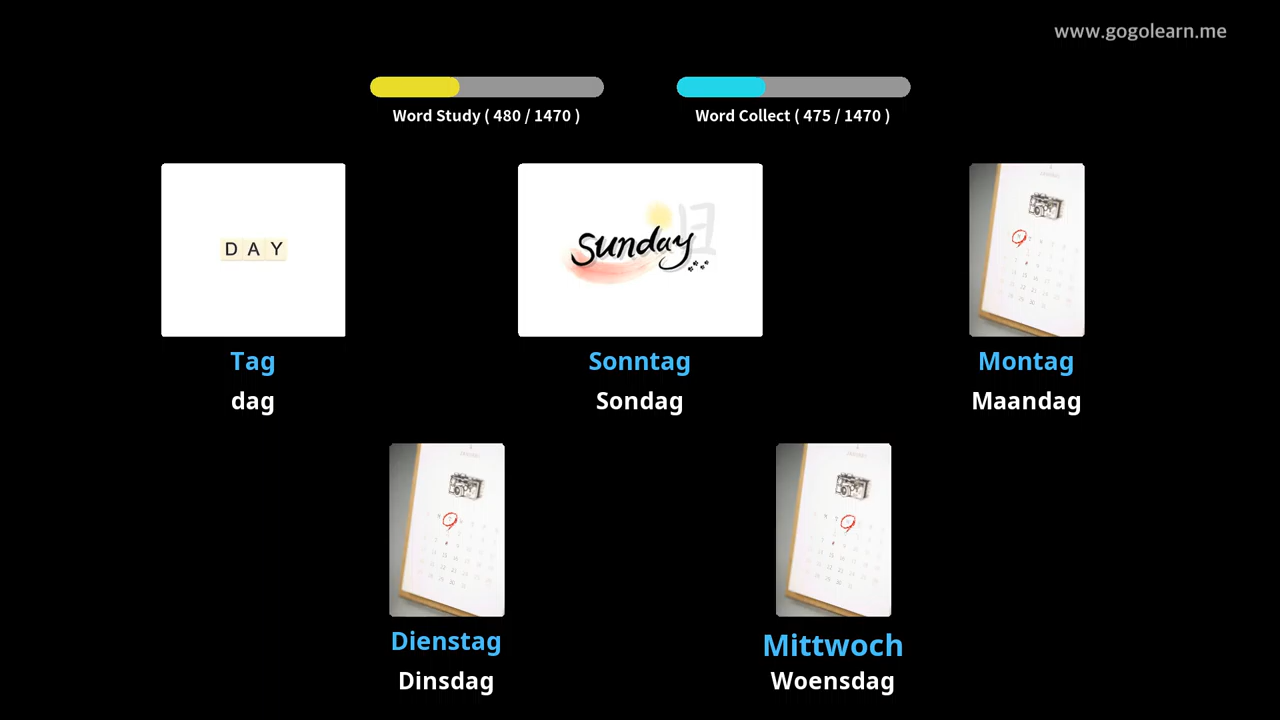 www.gogolearn.me
Word Study ( 480 / 1470 )
Word Collect ( 475 / 1470 )
DAY
Sunday
旦
Tag
Sonntag
Montag
dag
Sondag
Maandag
Dienstag
Mittwoch
Dinsdag
Woensdag